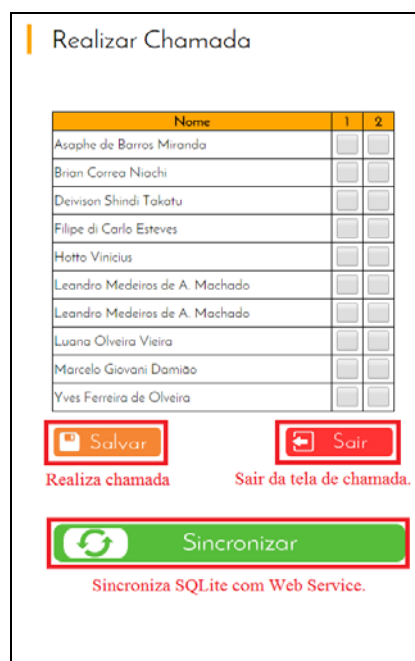 Realizar Chamada
Nome 1 2
Asaphe de Barros Miranda
Brian Correa Niachi
Deivison Shindi Takatu
Filipe di Carlo Esteves
Hotto Vinicius
Leandro Medeiros de A. Machado
Leandro Medeiros de A. Machado
Luana Olveira Vieira
Marcelo Giovani Damião
Yves Ferreira de Olveira
Salvar Sair
Realiza chamada Sair da tela de chamada.
Sincronizar
Sincroniza SQLite com Web Service.